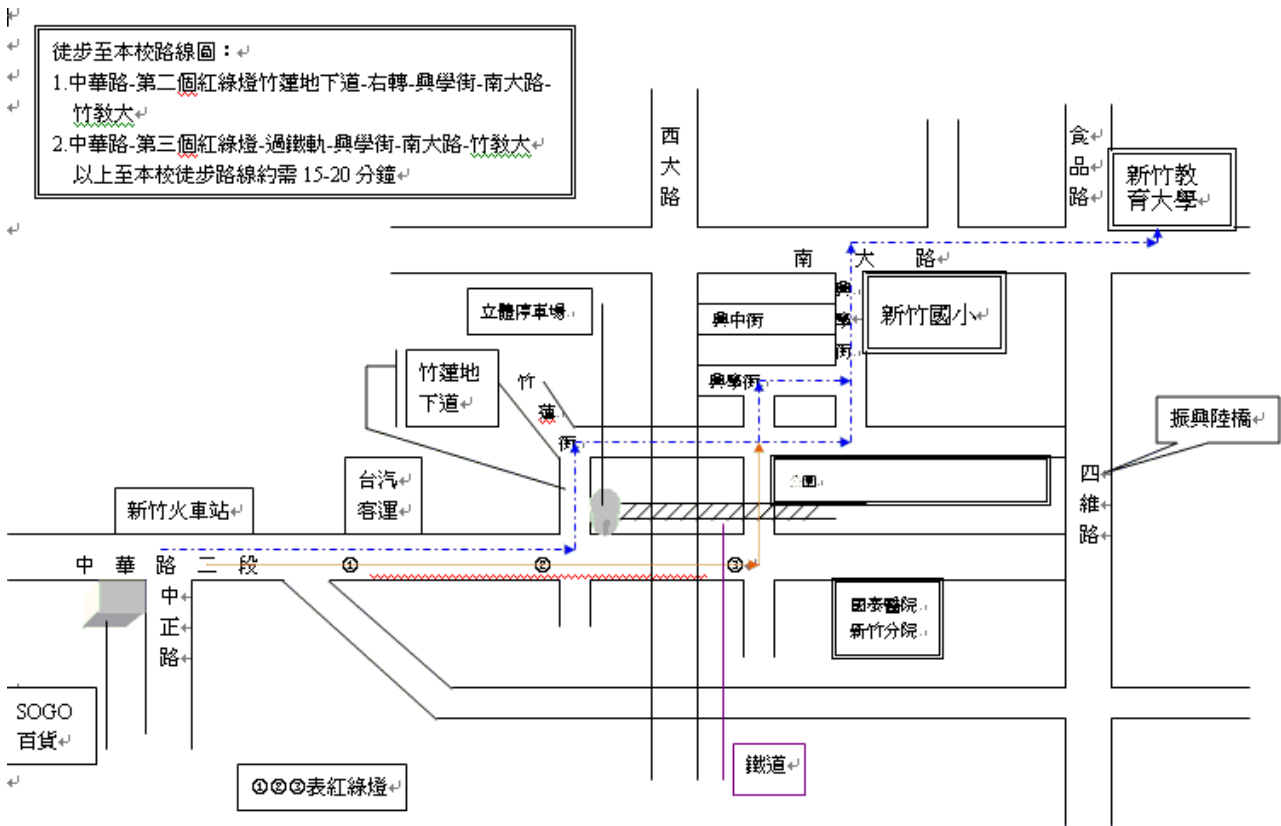 徒步至本校路線圖：
1.中華路-第二個紅綠燈竹蓮地下道-右轉-興學街-南大路-
竹教大
2.中華路-第三個紅綠燈-過鐵軌-興學街-南大路-竹教大
以上至本校徒步路線約需 15-20 分鐘
西大路
食品路
新竹教
育大學
南大路
立體停車場
興中街
興學街
新竹國小
竹蓮地
下道
竹蓮街
興學街
振興陸橋
台汽
客運
公園
四維路
新竹火車站
中華路二段
①
②
③
中正路
國泰醫院
新竹分院
SOGO
百貨
鐵道
①②③表紅綠燈